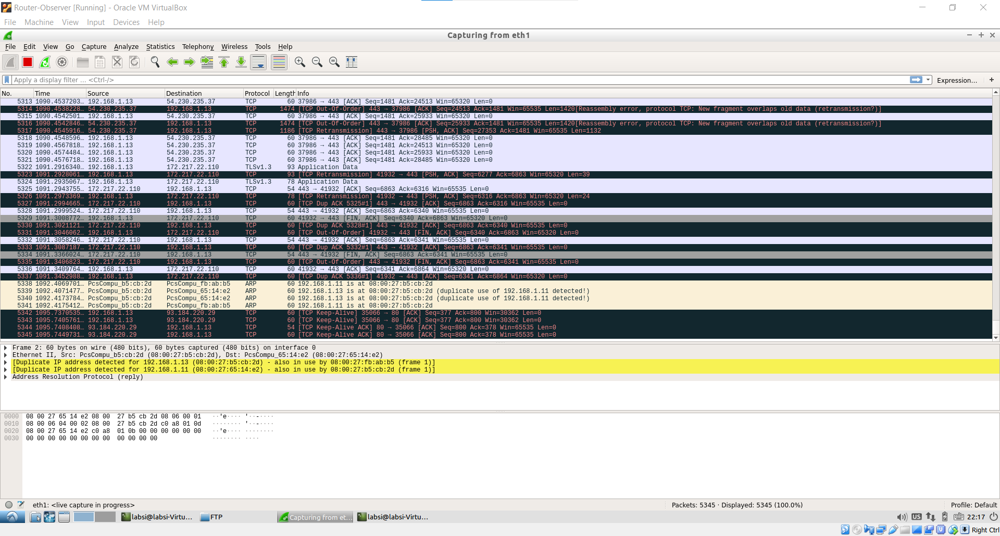 Router-Observer [Running] - Oracle VM VirtualBox
File Machine View Input Devices Help
Capturing from eth1
File Edit View Go Capture Analyze Statistics Telephony Wireless Tools Help
Apply a display filter ... <Ctrl-/> Expression... +
No. Time Source Destination Protocol Length Info
5313 1090.4537203… 192.168.1.13 54.230.235.37 TCP 60 37986 → 443 [ACK] Seq=1481 Ack=24513 Win=65320 Len=0
5314 1090.4538228… 54.230.235.37 192.168.1.13 TCP 1474 [TCP Out-Of-Order] 443 → 37986 [ACK] Seq=24513 Ack=1481 Win=65535 Len=1420[Reassembly error, protocol TCP: New fragment overlaps old data (retransmission?)]
5315 1090.4542501… 192.168.1.13 54.230.235.37 TCP 60 37986 → 443 [ACK] Seq=1481 Ack=25933 Win=65320 Len=0
5316 1090.4542846… 54.230.235.37 192.168.1.13 TCP 1474 [TCP Out-Of-Order] 443 → 37986 [ACK] Seq=25933 Ack=1481 Win=65535 Len=1420[Reassembly error, protocol TCP: New fragment overlaps old data (retransmission?)]
5317 1090.4545916… 54.230.235.37 192.168.1.13 TCP 1186 [TCP Retransmission] 443 → 37986 [PSH, ACK] Seq=27353 Ack=1481 Win=65535 Len=1132
5318 1090.4548596… 192.168.1.13 54.230.235.37 TCP 60 37986 → 443 [ACK] Seq=1481 Ack=28485 Win=65320 Len=0
5319 1090.4567818… 192.168.1.13 54.230.235.37 TCP 60 37986 → 443 [ACK] Seq=1481 Ack=24513 Win=65320 Len=0
5320 1090.4574484… 192.168.1.13 54.230.235.37 TCP 60 37986 → 443 [ACK] Seq=1481 Ack=25933 Win=65320 Len=0
5321 1090.4576718… 192.168.1.13 54.230.235.37 TCP 60 37986 → 443 [ACK] Seq=1481 Ack=28485 Win=65320 Len=0
5322 1091.2916340… 192.168.1.13 172.217.22.110 TLSv1.3 93 Application Data
5323 1091.2928061… 192.168.1.13 172.217.22.110 TCP 93 [TCP Retransmission] 41932 → 443 [PSH, ACK] Seq=6277 Ack=6863 Win=65320 Len=39
5324 1091.2935067… 192.168.1.13 172.217.22.110 TLSv1.3 78 Application Data
5325 1091.2943755… 172.217.22.110 192.168.1.13 TCP 54 443 → 41932 [ACK] Seq=6863 Ack=6316 Win=65535 Len=0
5326 1091.2973369… 192.168.1.13 172.217.22.110 TCP 78 [TCP Retransmission] 41932 → 443 [PSH, ACK] Seq=6316 Ack=6863 Win=65320 Len=24
5327 1091.2994665… 172.217.22.110 192.168.1.13 TCP 60 [TCP Dup ACK 5325#1] 443 → 41932 [ACK] Seq=6863 Ack=6316 Win=65535 Len=0
5328 1091.2999524… 172.217.22.110 192.168.1.13 TCP 54 443 → 41932 [ACK] Seq=6863 Ack=6340 Win=65535 Len=0
5329 1091.3008772… 192.168.1.13 172.217.22.110 TCP 60 41932 → 443 [FIN, ACK] Seq=6340 Ack=6863 Win=65320 Len=0
5330 1091.3021121… 172.217.22.110 192.168.1.13 TCP 60 [TCP Dup ACK 5328#1] 443 → 41932 [ACK] Seq=6863 Ack=6340 Win=65535 Len=0
5331 1091.3046062… 192.168.1.13 172.217.22.110 TCP 60 [TCP Out-Of-Order] 41932 → 443 [FIN, ACK] Seq=6340 Ack=6863 Win=65320 Len=0
5332 1091.3058246… 172.217.22.110 192.168.1.13 TCP 54 443 → 41932 [ACK] Seq=6863 Ack=6341 Win=65535 Len=0
5333 1091.3087187… 172.217.22.110 192.168.1.13 TCP 60 [TCP Dup ACK 5332#1] 443 → 41932 [ACK] Seq=6863 Ack=6341 Win=65535 Len=0
5334 1091.3366024… 172.217.22.110 192.168.1.13 TCP 54 443 → 41932 [FIN, ACK] Seq=6863 Ack=6341 Win=65535 Len=0
5335 1091.3406823… 172.217.22.110 192.168.1.13 TCP 60 [TCP Out-Of-Order] 443 → 41932 [FIN, ACK] Seq=6863 Ack=6341 Win=65535 Len=0
5336 1091.3409764… 192.168.1.13 172.217.22.110 TCP 60 41932 → 443 [ACK] Seq=6341 Ack=6864 Win=65320 Len=0
5337 1091.3452988… 192.168.1.13 172.217.22.110 TCP 60 [TCP Dup ACK 5336#1] 41932 → 443 [ACK] Seq=6341 Ack=6864 Win=65320 Len=0
5338 1092.4069701… PcsCompu_b5:cb:2d PcsCompu_fb:ab:b5 ARP 60 192.168.1.11 is at 08:00:27:b5:cb:2d
5339 1092.4071477… PcsCompu_b5:cb:2d PcsCompu_65:14:e2 ARP 60 192.168.1.13 is at 08:00:27:b5:cb:2d (duplicate use of 192.168.1.11 detected!)
5340 1092.4173784… PcsCompu_b5:cb:2d PcsCompu_65:14:e2 ARP 60 192.168.1.13 is at 08:00:27:b5:cb:2d (duplicate use of 192.168.1.11 detected!)
5341 1092.4175412… PcsCompu_b5:cb:2d PcsCompu_fb:ab:b5 ARP 60 192.168.1.11 is at 08:00:27:b5:cb:2d
5342 1095.7370535… 192.168.1.13 93.184.220.29 TCP 60 [TCP Keep-Alive] 35066 → 80 [ACK] Seq=377 Ack=800 Win=30362 Len=0
5343 1095.7405761… 192.168.1.13 93.184.220.29 TCP 60 [TCP Keep-Alive] 35066 → 80 [ACK] Seq=377 Ack=800 Win=30362 Len=0
5344 1095.7408408… 93.184.220.29 192.168.1.13 TCP 54 [TCP Keep-Alive ACK] 80 → 35066 [ACK] Seq=800 Ack=378 Win=65535 Len=0
5345 1095.7449731… 93.184.220.29 192.168.1.13 TCP 60 [TCP Keep-Alive ACK] 80 → 35066 [ACK] Seq=800 Ack=378 Win=65535 Len=0
Frame 2: 60 bytes on wire (480 bits), 60 bytes captured (480 bits) on interface 0
Ethernet II, Src: PcsCompu_b5:cb:2d (08:00:27:b5:cb:2d), Dst: PcsCompu_65:14:e2 (08:00:27:65:14:e2)
[Duplicate IP address detected for 192.168.1.13 (08:00:27:b5:cb:2d) - also in use by 08:00:27:fb:ab:b5 (frame 1)]
[Duplicate IP address detected for 192.168.1.11 (08:00:27:65:14:e2) - also in use by 08:00:27:b5:cb:2d (frame 1)]
Address Resolution Protocol (reply)
0000 08 00 27 65 14 e2 08 00 27 b5 cb 2d 08 06 00 01 ··'e···· '··-····
0010 08 00 06 04 00 02 08 00 27 b5 cb 2d c0 a8 01 0d ········ '··-····
0020 08 00 27 65 14 e2 c0 a8 01 0b 00 00 00 00 00 00 ··'e···· ········
0030 00 00 00 00 00 00 00 00 00 00 00 00 ········ ····
eth1: <live capture in progress> Packets: 5345 · Displayed: 5345 (100.0%) Profile: Default
labsi@labsi-Virtu... FTP Capturing from et... labsi@labsi-Virtu... US 22:17
Right Ctrl